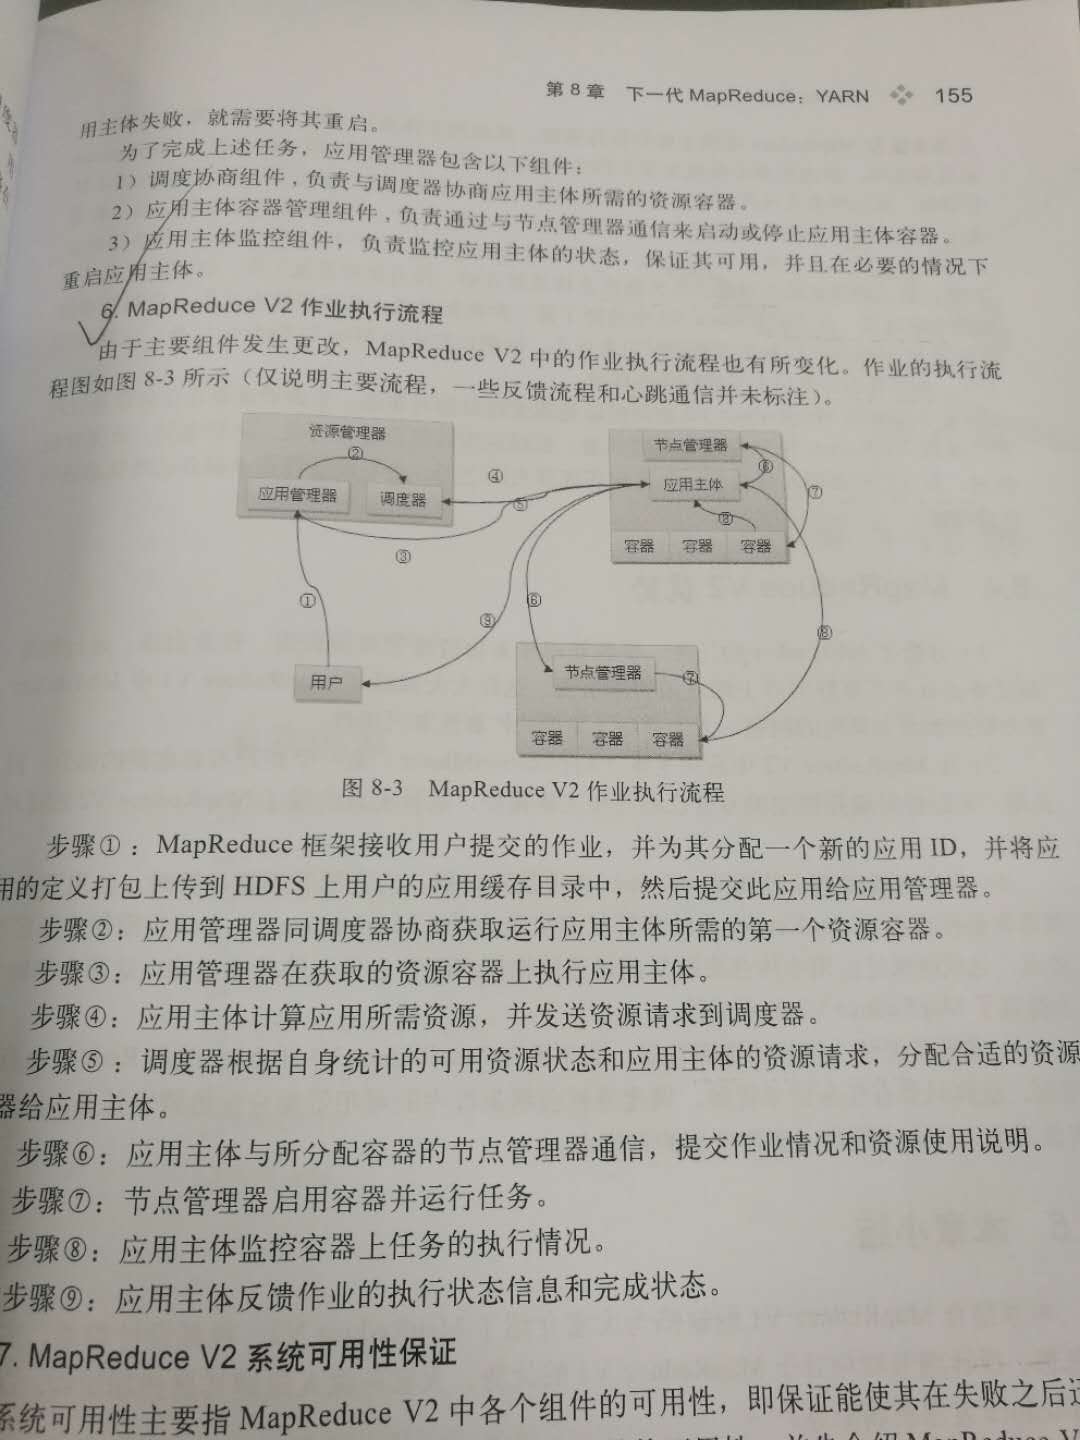 第 8 章 下一代 MapReduce：YARN 155
用主体失败，就需要将其重启。
为了完成上述任务，应用管理器包含以下组件：
1）调度协商组件，负责与调度器协商应用主体所需的资源容器。
2）应用主体容器管理组件，负责通过与节点管理器通信来启动或停止应用主体容器。
3）应用主体监控组件，负责监控应用主体的状态，保证其可用，并且在必要的情况下
重启应用主体。
6. MapReduce V2 作业执行流程
由于主要组件发生更改，MapReduce V2 中的作业执行流程也有所变化。作业的执行流
程图如图 8-3 所示（仅说明主要流程，一些反馈流程和心跳通信并未标注）。
资源管理器
②
应用管理器 调度器
④
⑤
③
节点管理器
⑥
应用主体
⑦
⑧
容器 容器 容器
①
⑥
⑨
⑧
用户
节点管理器
⑦
容器 容器 容器
图 8-3 MapReduce V2 作业执行流程
步骤①：MapReduce 框架接收用户提交的作业，并为其分配一个新的应用 ID，并将应
用的定义打包上传到 HDFS 上用户的应用缓存目录中，然后提交此应用给应用管理器。
步骤②：应用管理器同调度器协商获取运行应用主体所需的第一个资源容器。
步骤③：应用管理器在获取的资源容器上执行应用主体。
步骤④：应用主体计算应用所需资源，并发送资源请求到调度器。
步骤⑤：调度器根据自身统计的可用资源状态和应用主体的资源请求，分配合适的资源
器给应用主体。
步骤⑥：应用主体与所分配容器的节点管理器通信，提交作业情况和资源使用说明。
步骤⑦：节点管理器启用容器并运行任务。
步骤⑧：应用主体监控容器上任务的执行情况。
步骤⑨：应用主体反馈作业的执行状态信息和完成状态。
7. MapReduce V2 系统可用性保证
系统可用性主要指 MapReduce V2 中各个组件的可用性，即保证能使其在失败之后迅